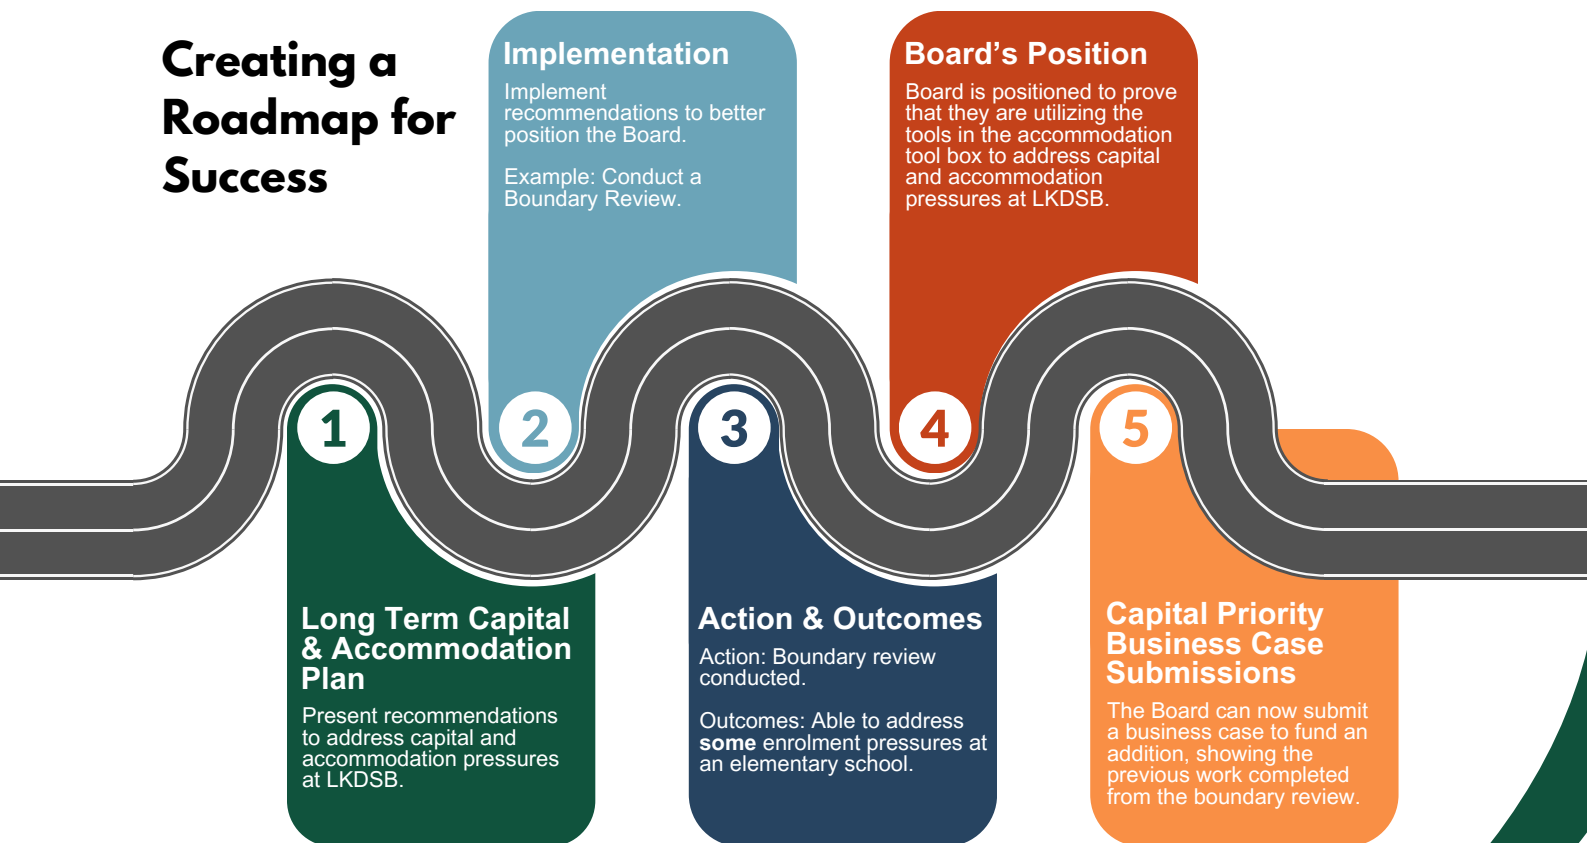 Creating a
Roadmap for
Success
1
Long Term Capital
& Accommodation
Plan
Present recommendations
to address capital and
accommodation pressures
at LKDSB.
Implementation
Implement
recommendations to better
position the Board.
Example: Conduct a
Boundary Review.
2
3
Action & Outcomes
Action: Boundary review
conducted.
Outcomes: Able to address
some enrolment pressures at
an elementary school.
Board’s Position
Board is positioned to prove
that they are utilizing the
tools in the accommodation
tool box to address capital
and accommodation
pressures at LKDSB.
4
5
Capital Priority
Business Case
Submissions
The Board can now submit
a business case to fund an
addition, showing the
previous work completed
from the boundary review.